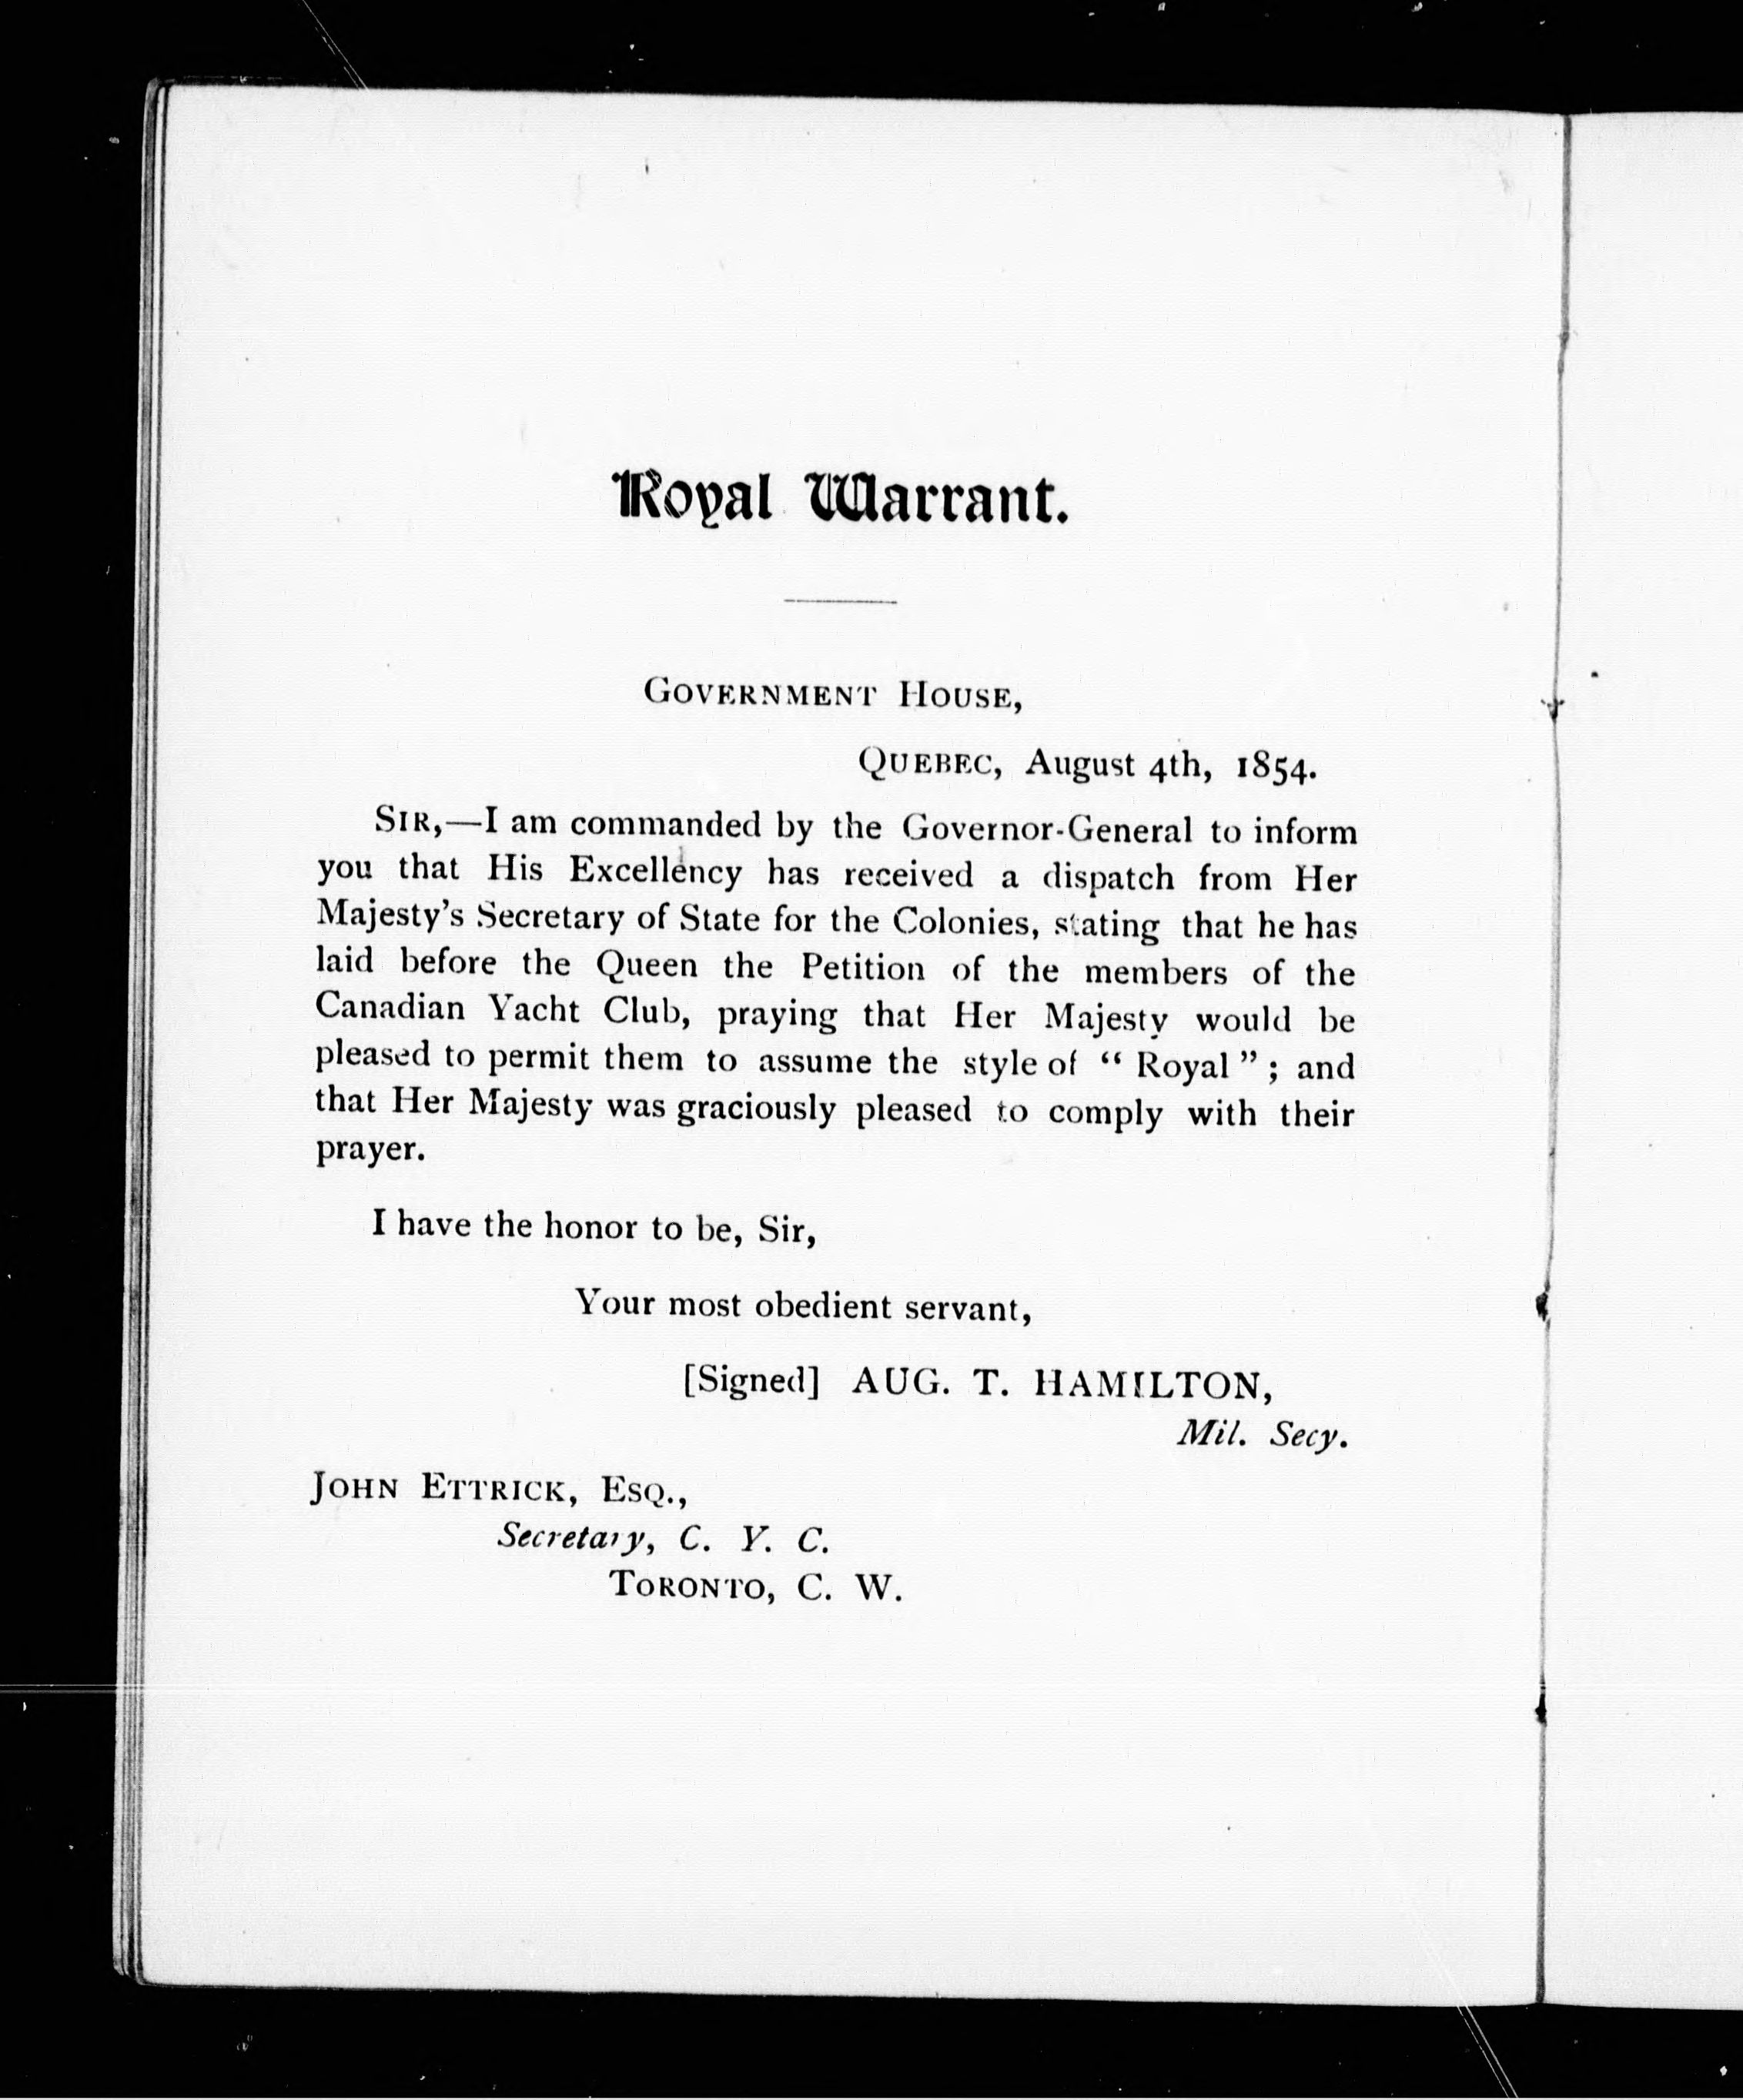 Royal Warrant.
GOVERNMENT HOUSE,
QUEBEC, August 4th, 1854.
SIR,—I am commanded by the Governor-General to inform
you that His Excellency has received a dispatch from Her
Majesty's Secretary of State for the Colonies, stating that he has
laid before the Queen the Petition of the members of the
Canadian Yacht Club, praying that Her Majesty would be
pleased to permit them to assume the style of “ Royal ” ; and
that Her Majesty was graciously pleased to comply with their
prayer.
I have the honor to be, Sir,
Your most obedient servant,
[Signed] AUG. T. HAMILTON,
Mil. Secy.
JOHN ETTRICK, ESQ.,
Secretary, C. Y. C.
TORONTO, C. W.